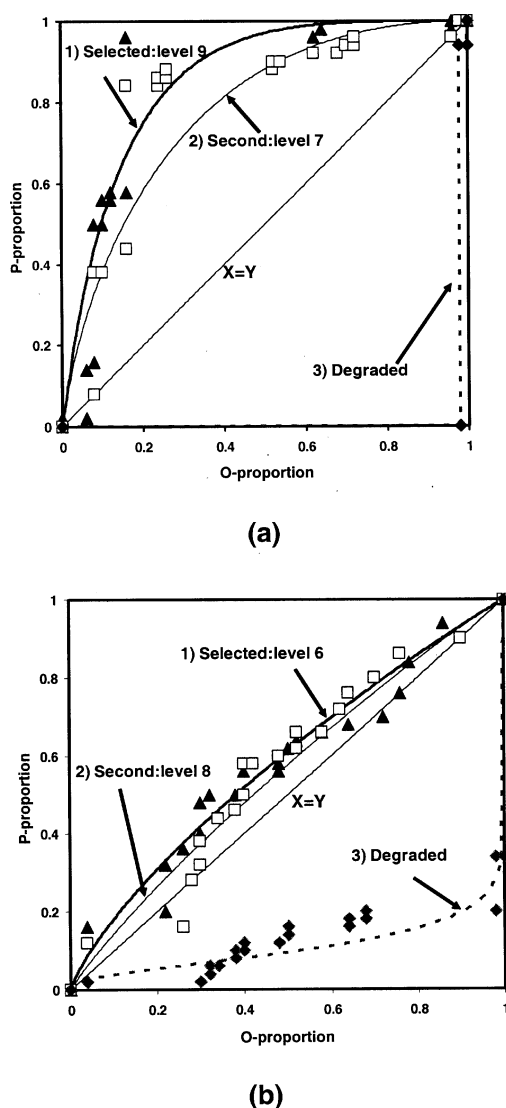 1
1) Selected:level 9
0.8
2) Second:level 7
0.6
P-proportion
0.4
X=Y
0.2
3) Degraded
0
0 0.2 0.4 0.6 0.8 1
O-proportion
(a)
1
1) Selected:level 6
0.8
0.6
2) Second:level 8
P-proportion
X=Y
0.4
3) Degraded
0.2
0
0 0.2 0.4 0.6 0.8 1
O-proportion
(b)